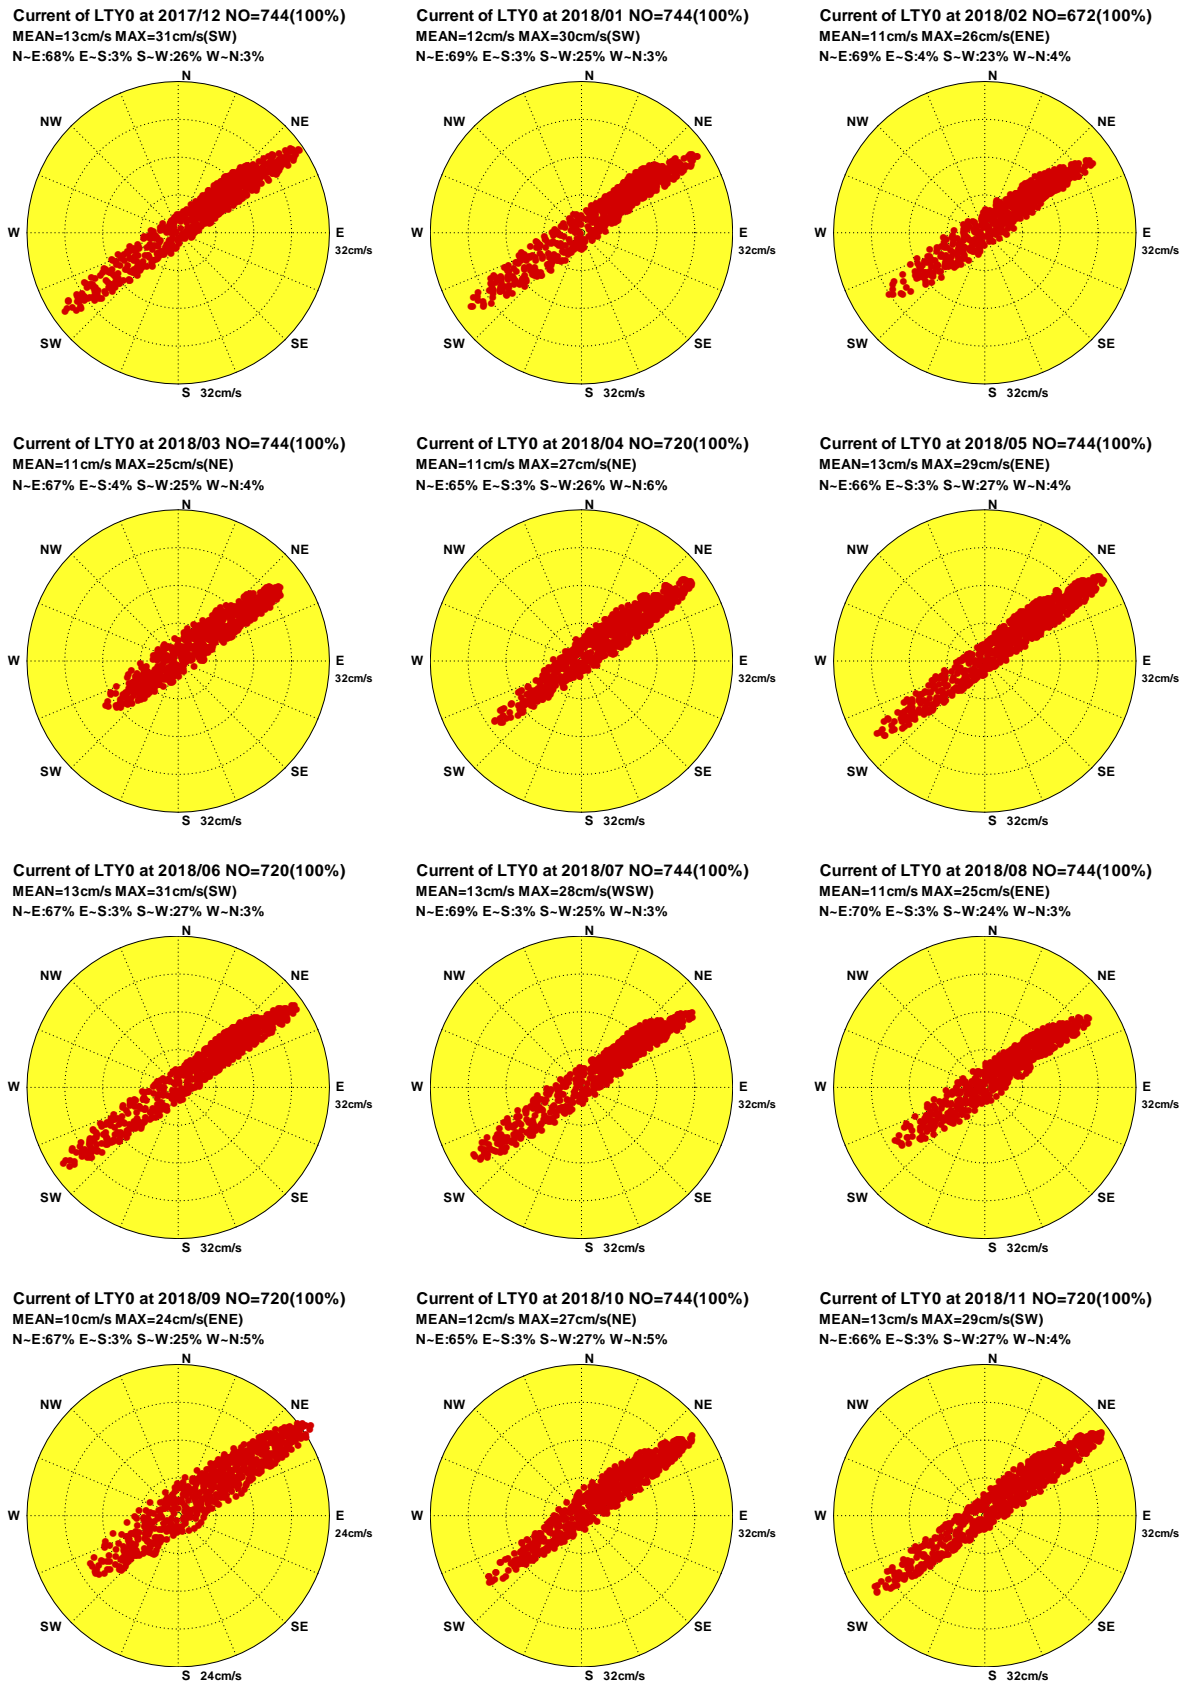 Current of LTY0 at 2017/12 NO=744(100%)
MEAN=13cm/s MAX=31cm/s(SW)
N~E:68% E~S:3% S~W:26% W~N:3%
N
NW
NE
W
E
32cm/s
SW
SE
S 32cm/s
Current of LTY0 at 2018/01 NO=744(100%)
MEAN=12cm/s MAX=30cm/s(SW)
N~E:69% E~S:3% S~W:25% W~N:3%
N
NW
NE
W
E
32cm/s
SW
SE
S 32cm/s
Current of LTY0 at 2018/02 NO=672(100%)
MEAN=11cm/s MAX=26cm/s(ENE)
N~E:69% E~S:4% S~W:23% W~N:4%
N
NW
NE
W
E
32cm/s
SW
SE
S 32cm/s
Current of LTY0 at 2018/03 NO=744(100%)
MEAN=11cm/s MAX=25cm/s(NE)
N~E:67% E~S:4% S~W:25% W~N:4%
N
NW
NE
W
E
32cm/s
SW
SE
S 32cm/s
Current of LTY0 at 2018/04 NO=720(100%)
MEAN=11cm/s MAX=27cm/s(NE)
N~E:65% E~S:3% S~W:26% W~N:6%
N
NW
NE
W
E
32cm/s
SW
SE
S 32cm/s
Current of LTY0 at 2018/05 NO=744(100%)
MEAN=13cm/s MAX=29cm/s(ENE)
N~E:66% E~S:3% S~W:27% W~N:4%
N
NW
NE
W
E
32cm/s
SW
SE
S 32cm/s
Current of LTY0 at 2018/06 NO=720(100%)
MEAN=13cm/s MAX=31cm/s(SW)
N~E:67% E~S:3% S~W:27% W~N:3%
N
NW
NE
W
E
32cm/s
SW
SE
S 32cm/s
Current of LTY0 at 2018/07 NO=744(100%)
MEAN=13cm/s MAX=28cm/s(WSW)
N~E:69% E~S:3% S~W:25% W~N:3%
N
NW
NE
W
E
32cm/s
SW
SE
S 32cm/s
Current of LTY0 at 2018/08 NO=744(100%)
MEAN=11cm/s MAX=25cm/s(ENE)
N~E:70% E~S:3% S~W:24% W~N:3%
N
NW
NE
W
E
32cm/s
SW
SE
S 32cm/s
Current of LTY0 at 2018/09 NO=720(100%)
MEAN=10cm/s MAX=24cm/s(ENE)
N~E:67% E~S:3% S~W:25% W~N:5%
N
NW
NE
W
E
24cm/s
SW
SE
S 24cm/s
Current of LTY0 at 2018/10 NO=744(100%)
MEAN=12cm/s MAX=27cm/s(NE)
N~E:65% E~S:3% S~W:27% W~N:5%
N
NW
NE
W
E
32cm/s
SW
SE
S 32cm/s
Current of LTY0 at 2018/11 NO=720(100%)
MEAN=13cm/s MAX=29cm/s(SW)
N~E:66% E~S:3% S~W:27% W~N:4%
N
NW
NE
W
E
32cm/s
SW
SE
S 32cm/s